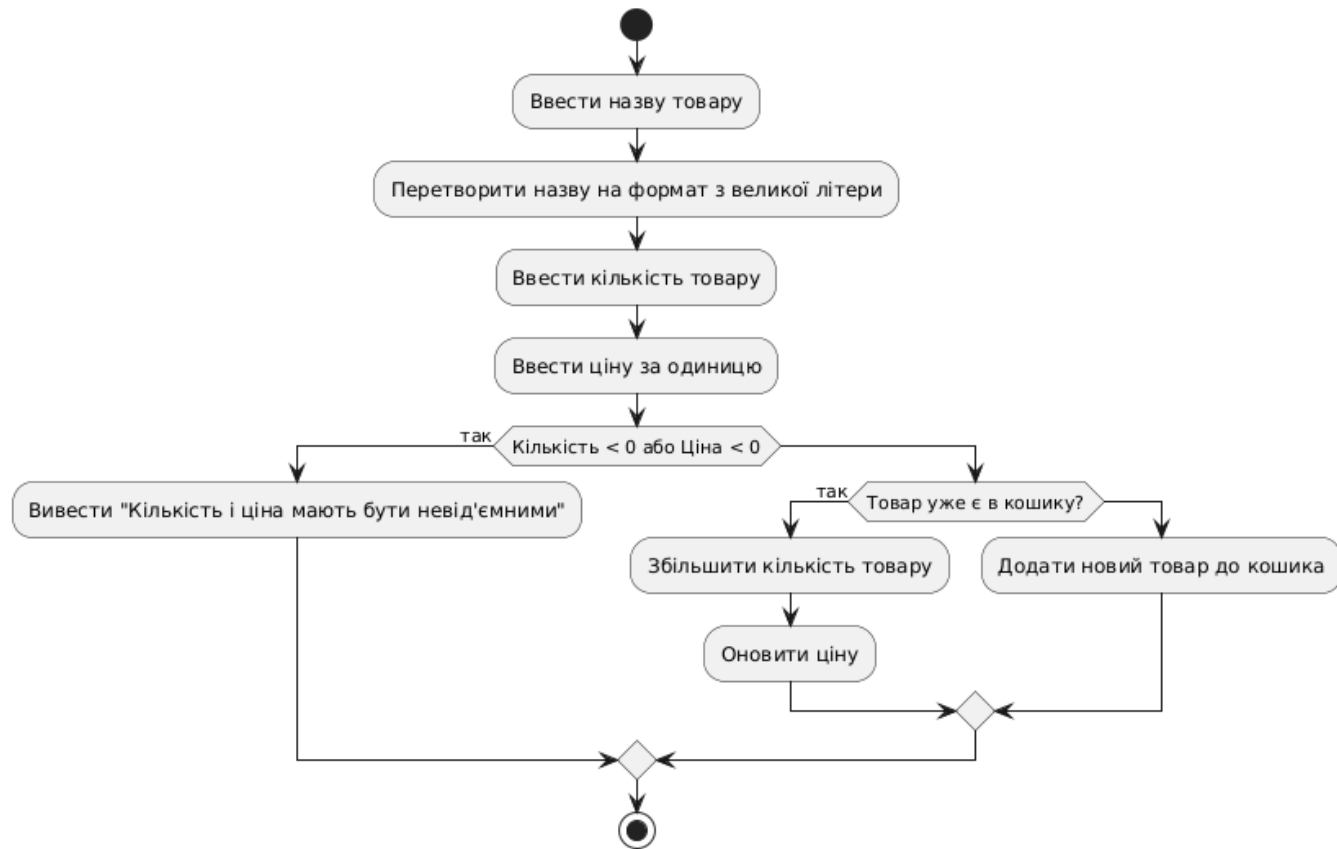 Ввести назву товару
Перетворити назву на формат з великої літери
Ввести кількість товару
Ввести ціну за одиницю
так
Кількість < 0 або Ціна < 0
Вивести "Кількість і ціна мають бути невід'ємними"
так
Товар уже є в кошику?
Збільшити кількість товару
Додати новий товар до кошика
Оновити ціну